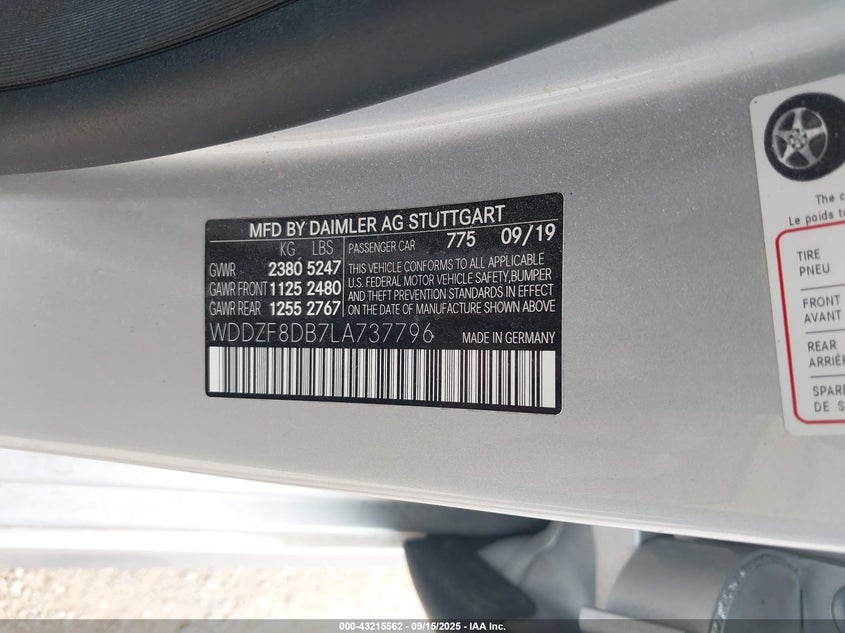 MFD BY DAIMLER AG STUTTGART
KG LBS
GVWR 2380 5247
GAWR FRONT 1125 2480
GAWR REAR 1255 2767
PASSENGER CAR 775 09/19
THIS VEHICLE CONFORMS TO ALL APPLICABLE
U.S. FEDERAL MOTOR VEHICLE SAFETY,BUMPER
AND THEFT PREVENTION STANDARDS IN EFFECT
ON THE DATE OF MANUFACTURE SHOWN ABOVE
WDDZF8DB7LA737796 MADE IN GERMANY
The
Le poids
TIRE
PNEU
FRONT
AVANT
REAR
000-43215562 - 09/15/2025 - IAA Inc.